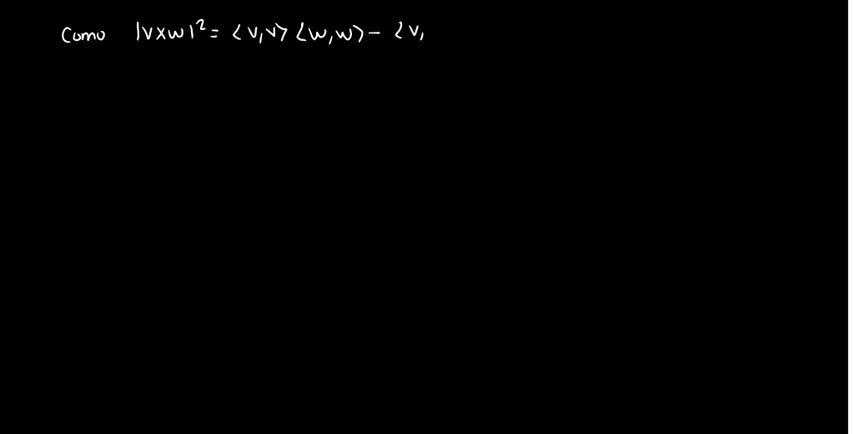 Como |v×w|² = ⟨v,v⟩ ⟨w,w⟩ − ⟨v,